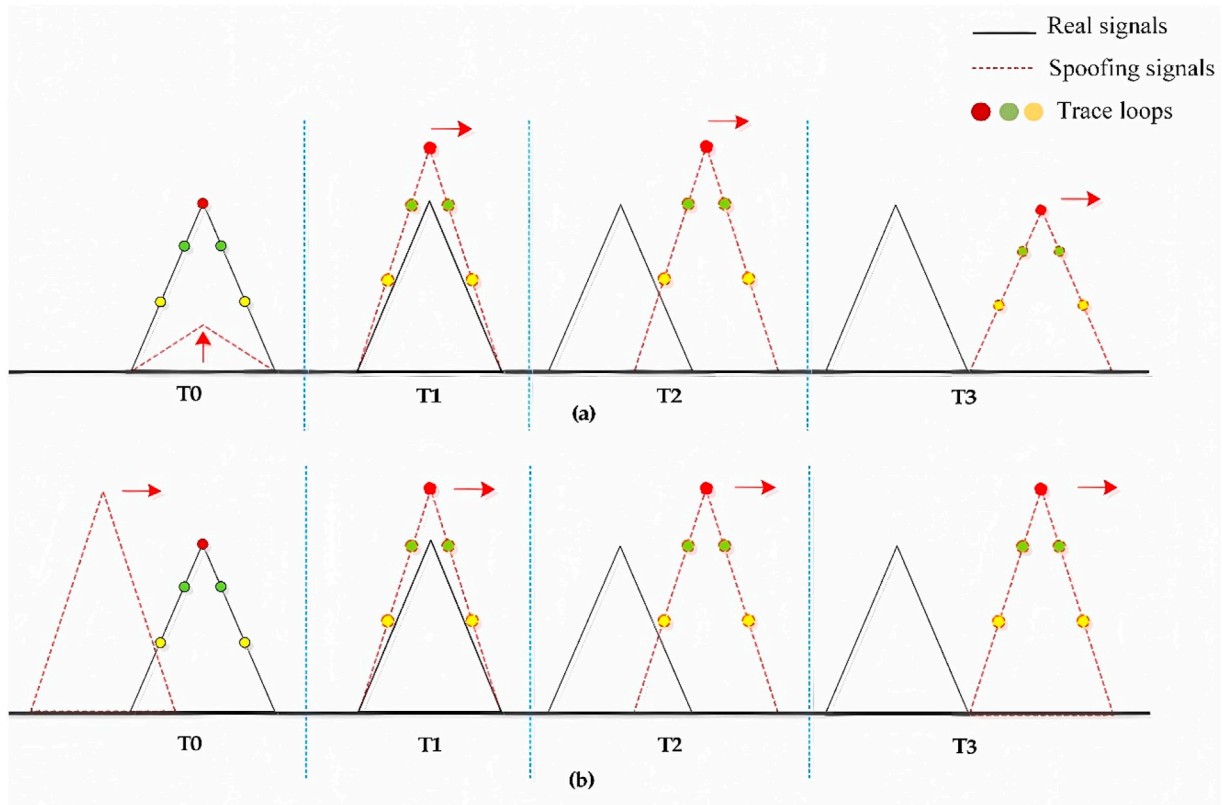 Real signals
Spoofing signals
Trace loops
T0 T1 T2 T3
(a)
T0 T1 T2 T3
(b)